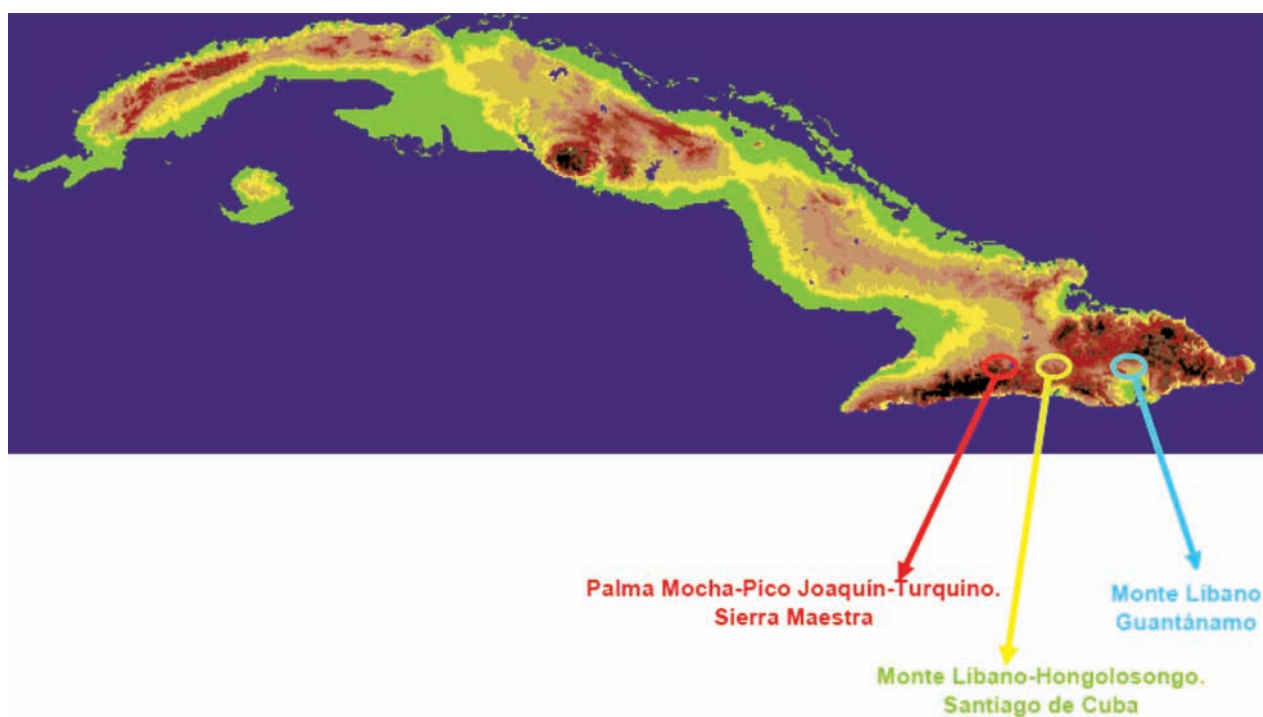 Palma Mocha-Pico Joaquín-Turquino.
Sierra Maestra
Monte Líbano
Guantánamo
Monte Líbano-Hongolosongo.
Santiago de Cuba